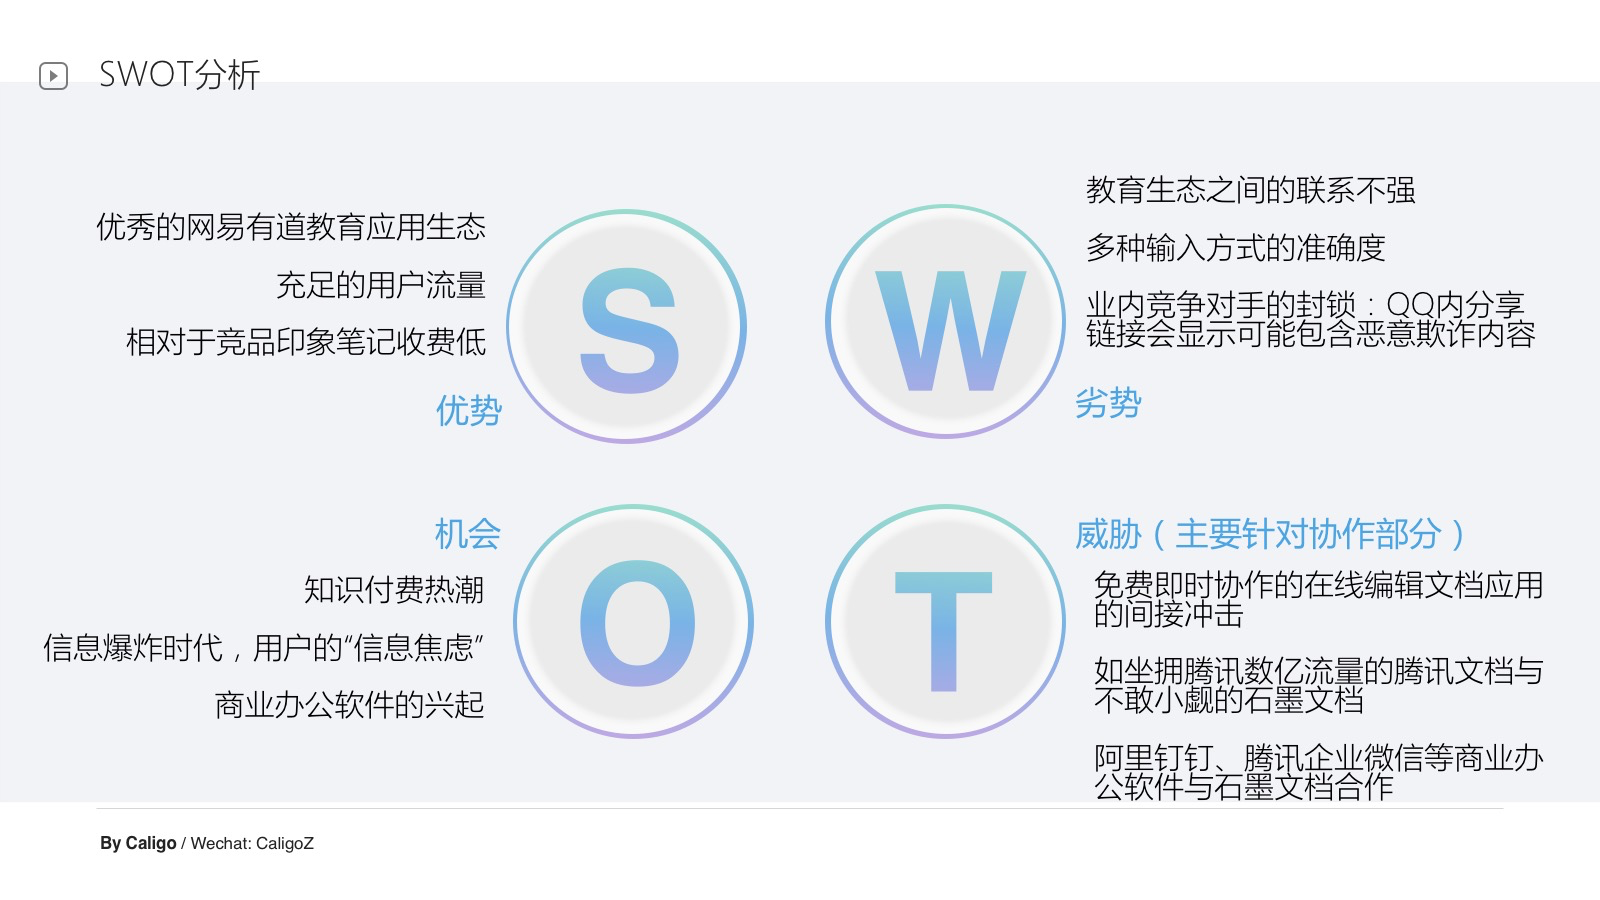 SWOT分析
优秀的网易有道教育应用生态
充足的用户流量
相对于竞品印象笔记收费低
优势
S
W
教育生态之间的联系不强
多种输入方式的准确度
业内竞争对手的封锁：QQ内分享
链接会显示可能包含恶意欺诈内容
劣势
机会
知识付费热潮
信息爆炸时代，用户的“信息焦虑”
商业办公软件的兴起
O
T
威胁（主要针对协作部分）
免费即时协作的在线编辑文档应用
的间接冲击
如坐拥腾讯数亿流量的腾讯文档与
不敢小觑的石墨文档
阿里钉钉、腾讯企业微信等商业办
公软件与石墨文档合作
By Caligo / Wechat: CaligoZ